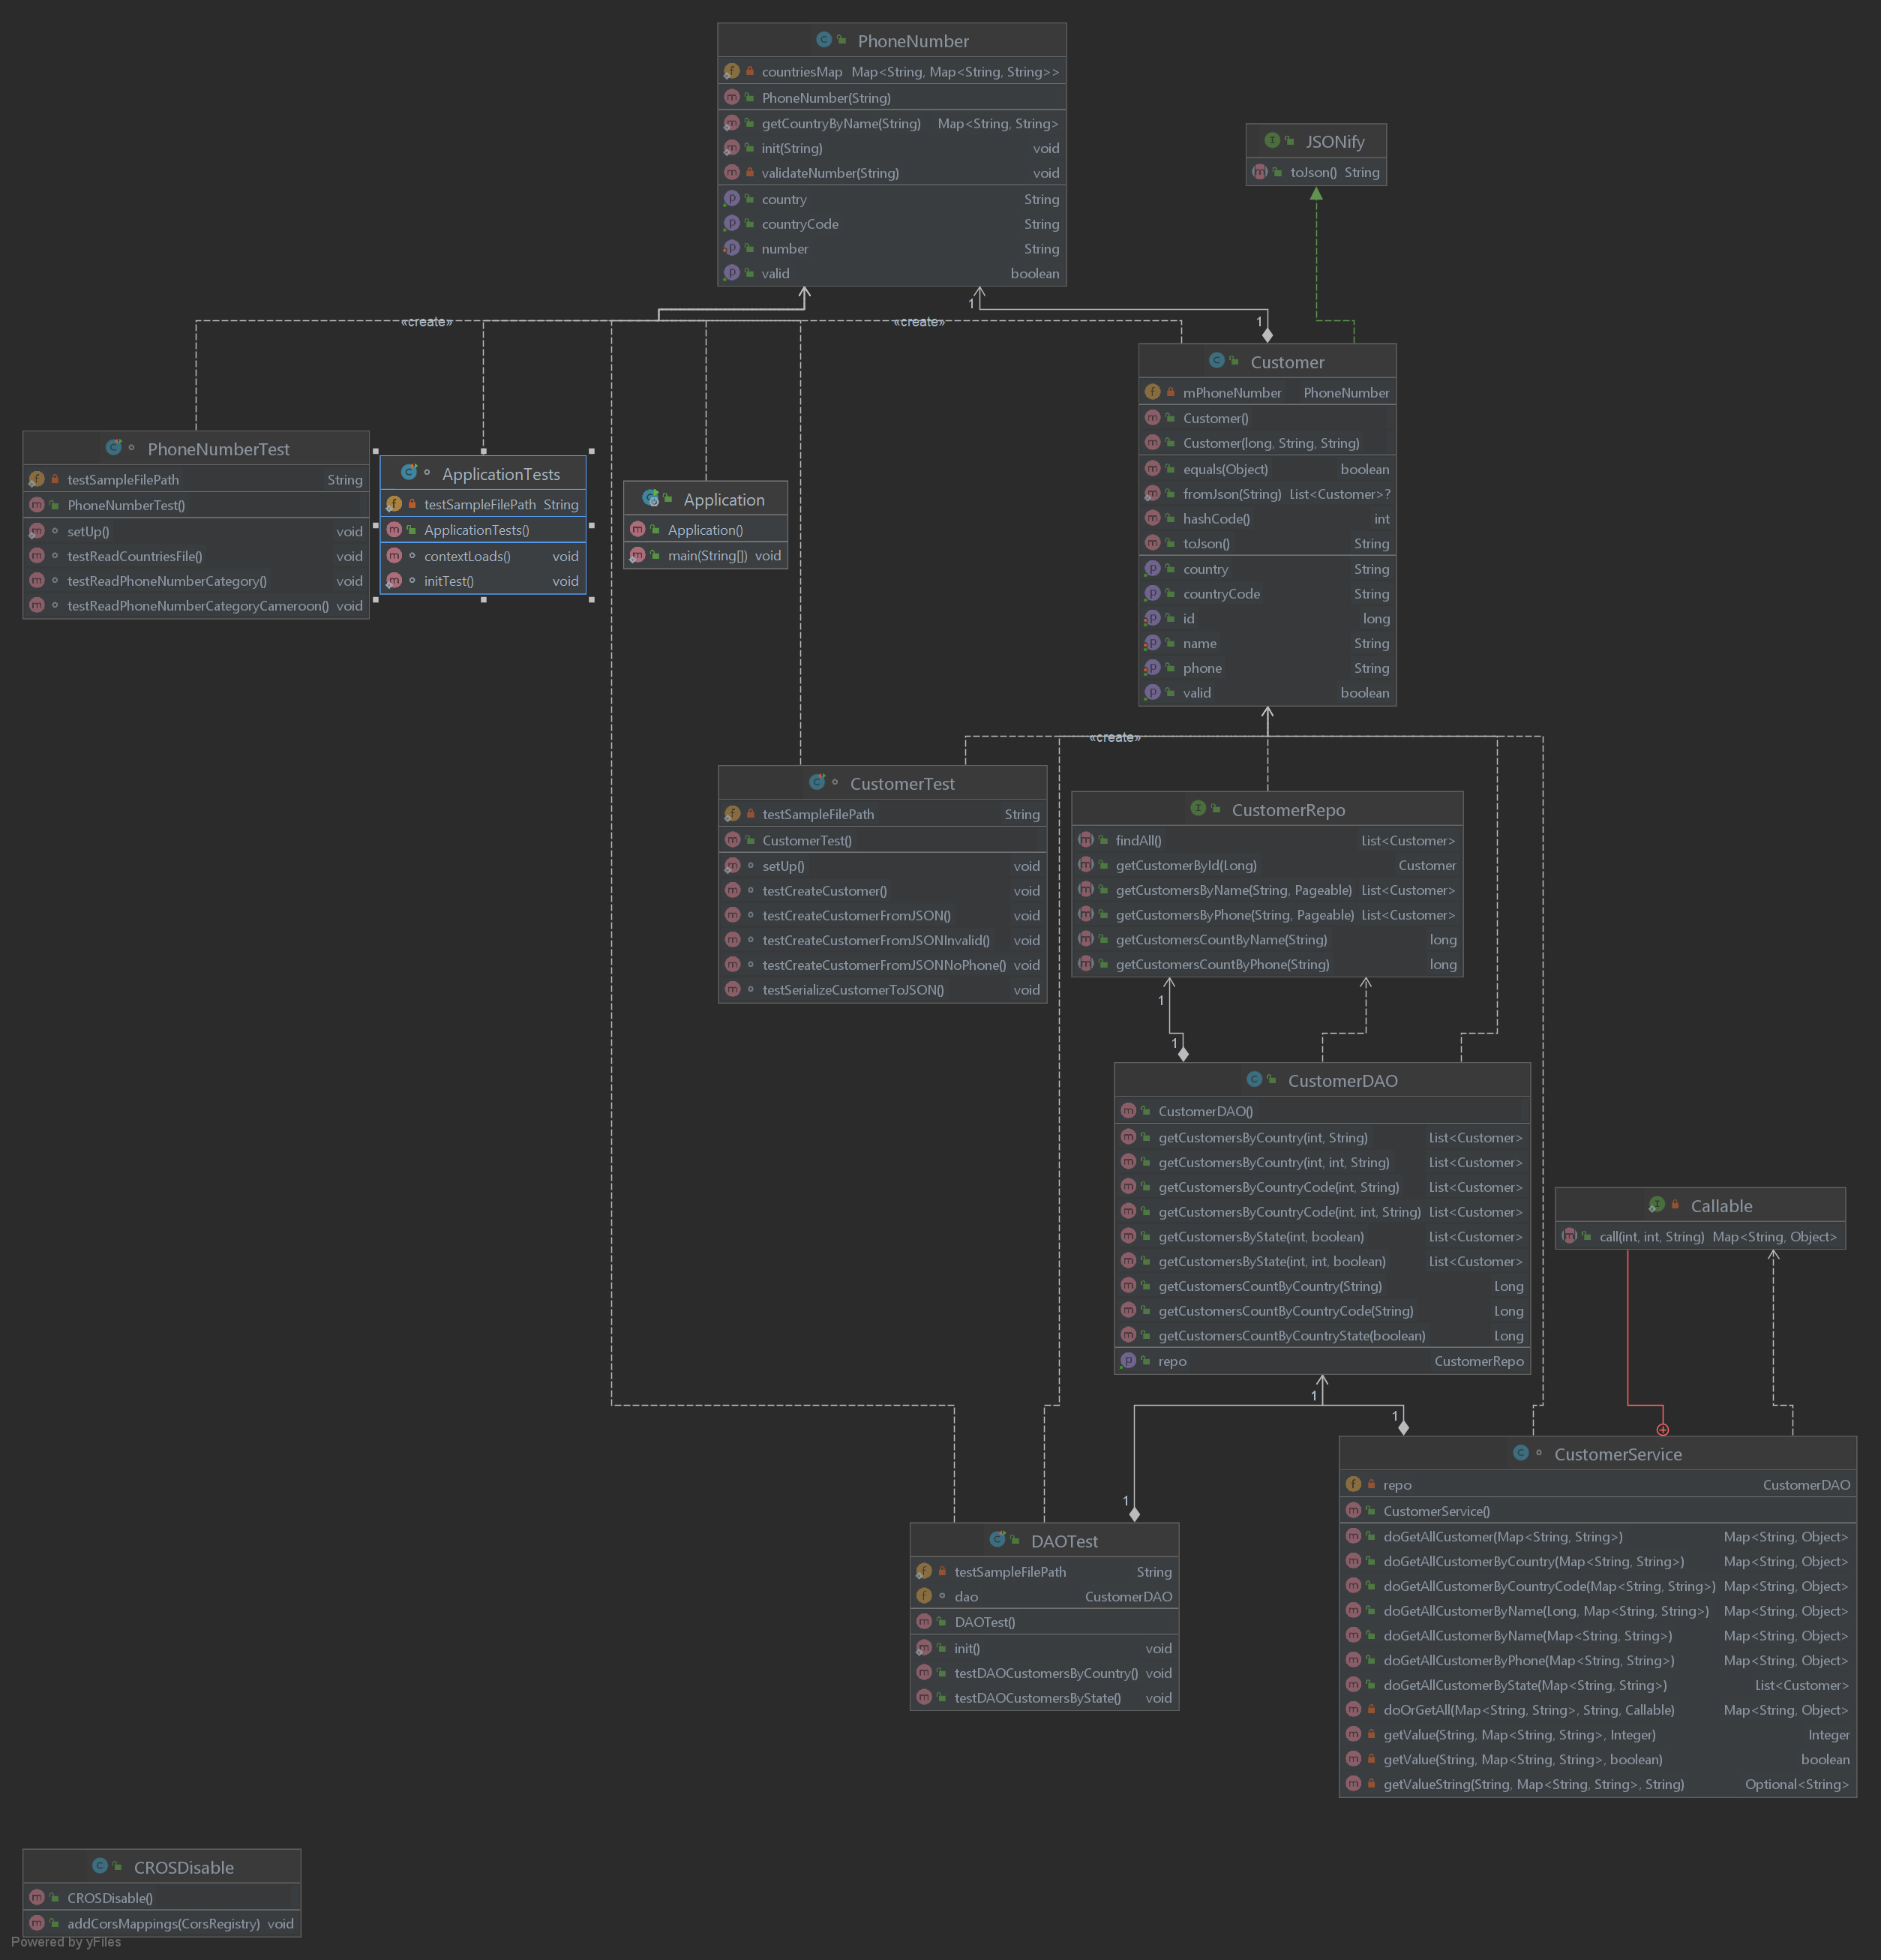 PhoneNumber
countriesMap Map<String, Map<String, String>>
PhoneNumber(String)
getCountryByName(String) Map<String, String>
init(String) void
validateNumber(String) void
country String
countryCode String
number String
valid boolean
JSONify
toJson() String
1
1
«create»
«create»
Customer
mPhoneNumber PhoneNumber
Customer()
Customer(long, String, String)
equals(Object) boolean
fromJson(String) List<Customer>?
hashCode() int
toJson() String
country String
countryCode String
id long
name String
phone String
valid boolean
PhoneNumberTest
testSampleFilePath String
PhoneNumberTest()
setUp() void
testReadCountriesFile() void
testReadPhoneNumberCategory() void
testReadPhoneNumberCategoryCameroon() void
ApplicationTests
testSampleFilePath String
ApplicationTests()
contextLoads() void
initTest() void
Application
Application()
main(String[]) void
«create»
CustomerTest
testSampleFilePath String
CustomerTest()
setUp() void
testCreateCustomer() void
testCreateCustomerFromJSON() void
testCreateCustomerFromJSONInvalid() void
testCreateCustomerFromJSONNoPhone() void
testSerializeCustomerToJSON() void
CustomerRepo
findAll() List<Customer>
getCustomerById(Long) Customer
getCustomersByName(String, Pageable) List<Customer>
getCustomersByPhone(String, Pageable) List<Customer>
getCustomersCountByName(String) long
getCustomersCountByPhone(String) long
1
1
CustomerDAO
CustomerDAO()
getCustomersByCountry(int, String) List<Customer>
getCustomersByCountry(int, int, String) List<Customer>
getCustomersByCountryCode(int, String) List<Customer>
getCustomersByCountryCode(int, int, String) List<Customer>
getCustomersByState(int, boolean) List<Customer>
getCustomersByState(int, int, boolean) List<Customer>
getCustomersCountByCountry(String) Long
getCustomersCountByCountryCode(String) Long
getCustomersCountByCountryState(boolean) Long
repo CustomerRepo
Callable
call(int, int, String) Map<String, Object>
1
1
1
CustomerService
repo CustomerDAO
CustomerService()
doGetAllCustomer(Map<String, String>) Map<String, Object>
doGetAllCustomerByCountry(Map<String, String>) Map<String, Object>
doGetAllCustomerByCountryCode(Map<String, String>) Map<String, Object>
doGetAllCustomerByName(Long, Map<String, String>) Map<String, Object>
doGetAllCustomerByName(Map<String, String>) Map<String, Object>
doGetAllCustomerByPhone(Map<String, String>) Map<String, Object>
doGetAllCustomerByState(Map<String, String>) List<Customer>
doOrGetAll(Map<String, String>, String, Callable) Map<String, Object>
getValue(String, Map<String, String>, Integer) Integer
getValue(String, Map<String, String>, boolean) boolean
getValueString(String, Map<String, String>, String) Optional<String>
DAOTest
testSampleFilePath String
dao CustomerDAO
DAOTest()
init() void
testDAOCustomersByCountry() void
testDAOCustomersByState() void
CROSDisable
CROSDisable()
addCorsMappings(CorsRegistry) void
Powered by yFiles